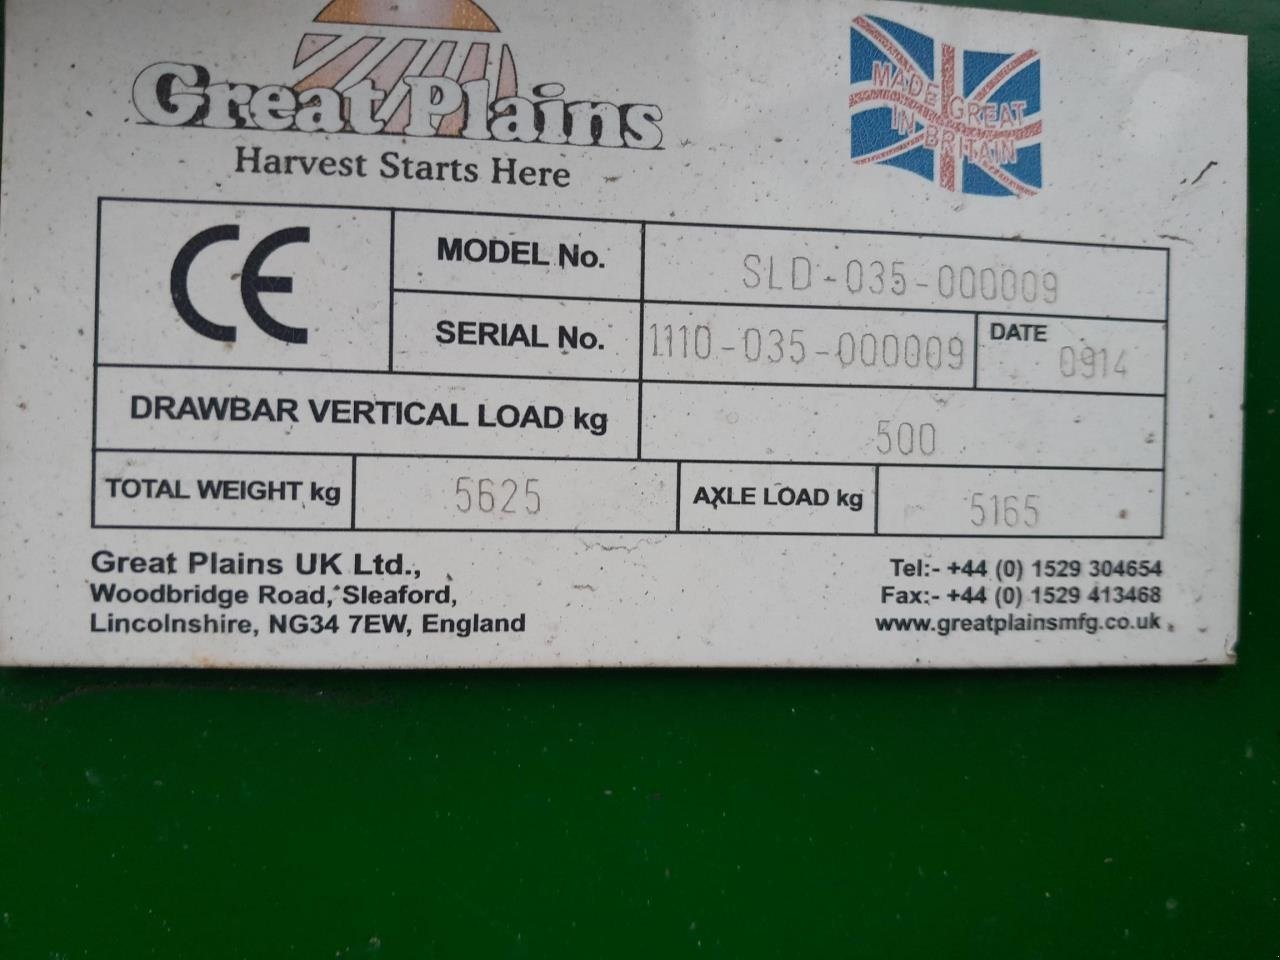 Great Plains
Harvest Starts Here
MADE GREAT
IN BRITAIN
CE
MODEL No. SLD-035-000009
SERIAL No. 1110-035-000009 DATE 0914
DRAWBAR VERTICAL LOAD kg 500
TOTAL WEIGHT kg 5625 AXLE LOAD kg 5165
Great Plains UK Ltd.,
Woodbridge Road, Sleaford,
Lincolnshire, NG34 7EW, England
Tel:- +44 (0) 1529 304654
Fax:- +44 (0) 1529 413468
www.greatplainsmfg.co.uk